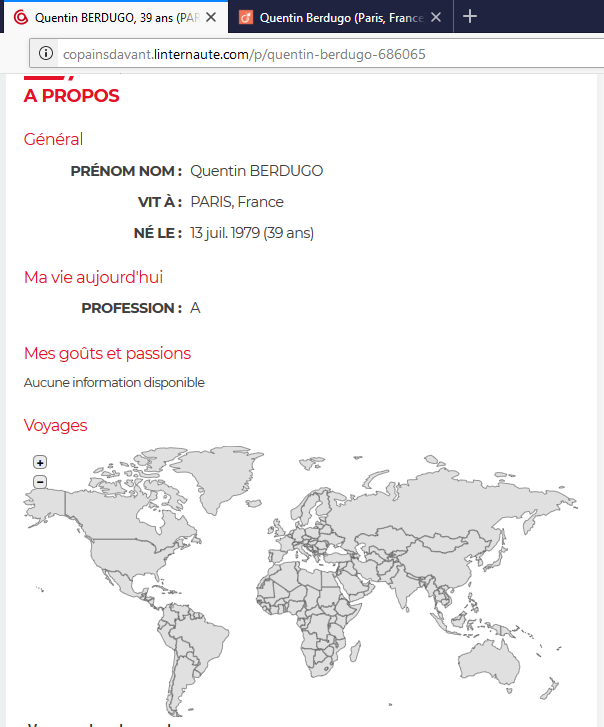 Quentin BERDUGO, 39 ans (PAR
Quentin Berdugo (Paris, France
copainsdavant.linternaute.com/p/quentin-berdugo-686065
A PROPOS
Général
PRÉNOM NOM : Quentin BERDUGO
VIT À : PARIS, France
NÉ LE : 13 juil. 1979 (39 ans)
Ma vie aujourd'hui
PROFESSION : A
Mes goûts et passions
Aucune information disponible
Voyages
+
−